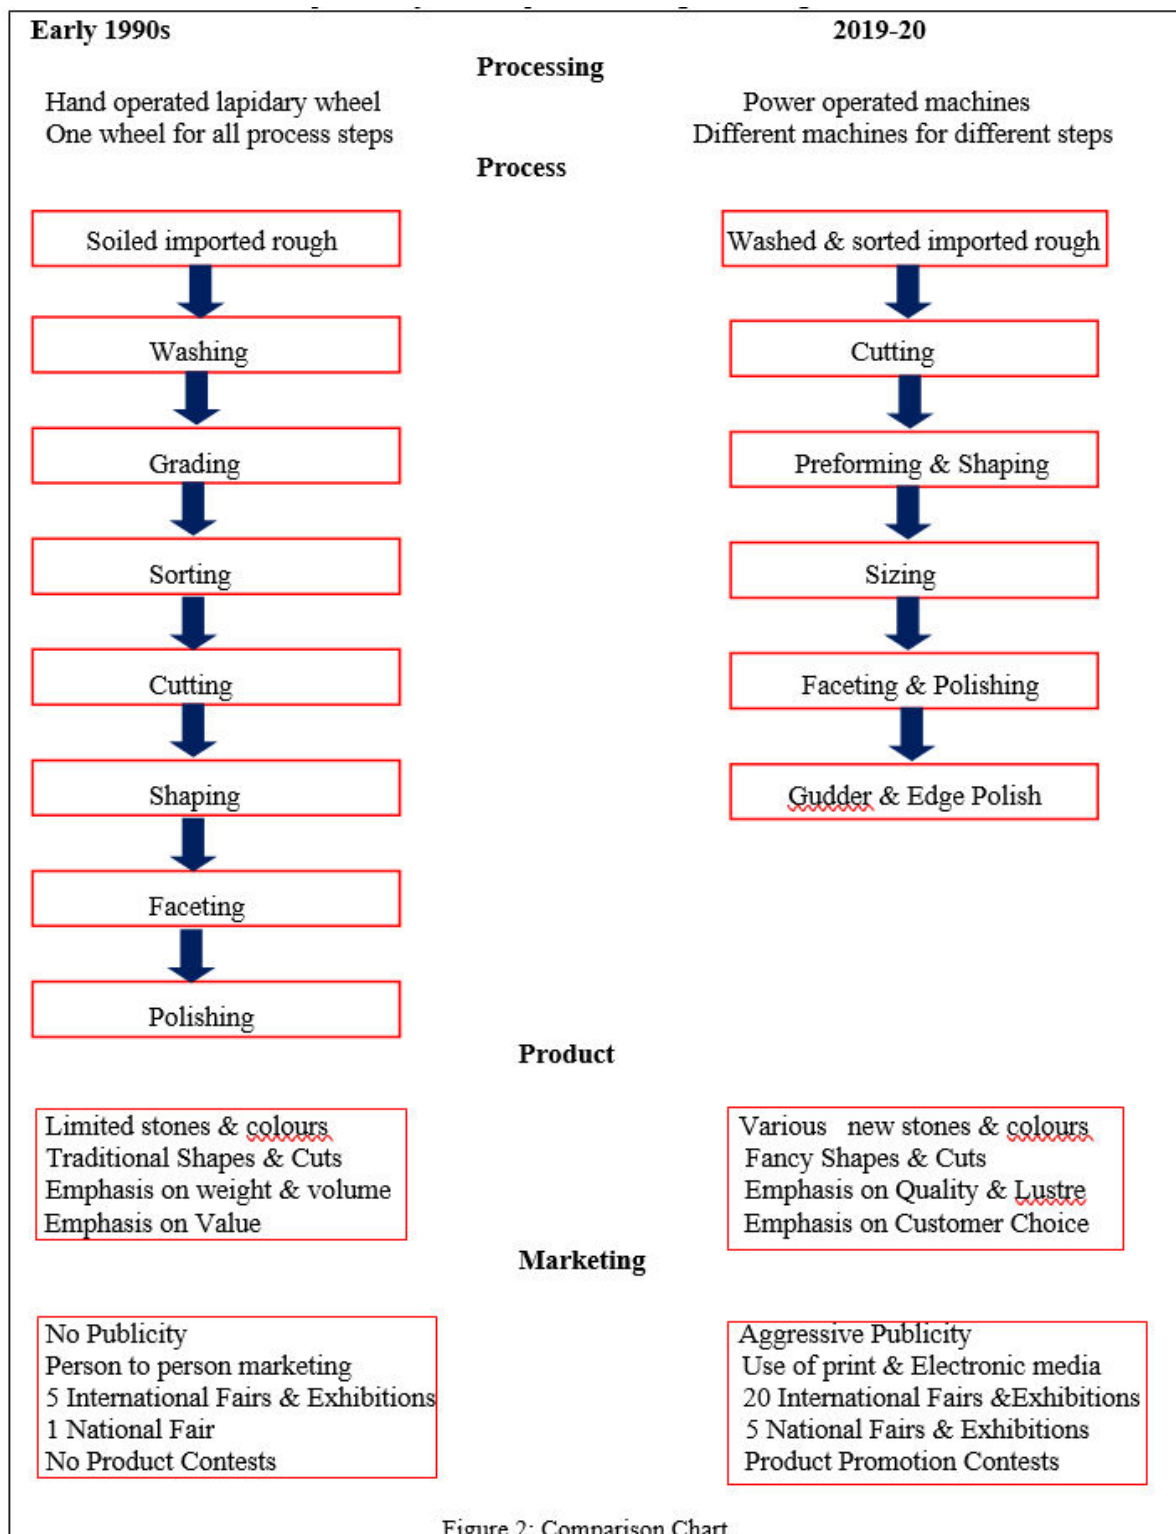 Early 1990s 2019-20
Processing
Hand operated lapidary wheel Power operated machines
One wheel for all process steps Different machines for different steps
Process
Soiled imported rough Washed & sorted imported rough
Washing Cutting
Grading Preforming & Shaping
Sorting Sizing
Cutting Faceting & Polishing
Shaping Gudder & Edge Polish
Faceting
Polishing
Product
Limited stones & colours Various new stones & colours
Traditional Shapes & Cuts Fancy Shapes & Cuts
Emphasis on weight & volume Emphasis on Quality & Lustre
Emphasis on Value Emphasis on Customer Choice
Marketing
No Publicity Aggressive Publicity
Person to person marketing Use of print & Electronic media
5 International Fairs & Exhibitions 20 International Fairs &Exhibitions
1 National Fair 5 National Fairs & Exhibitions
No Product Contests Product Promotion Contests
Figure 2: Comparison Chart